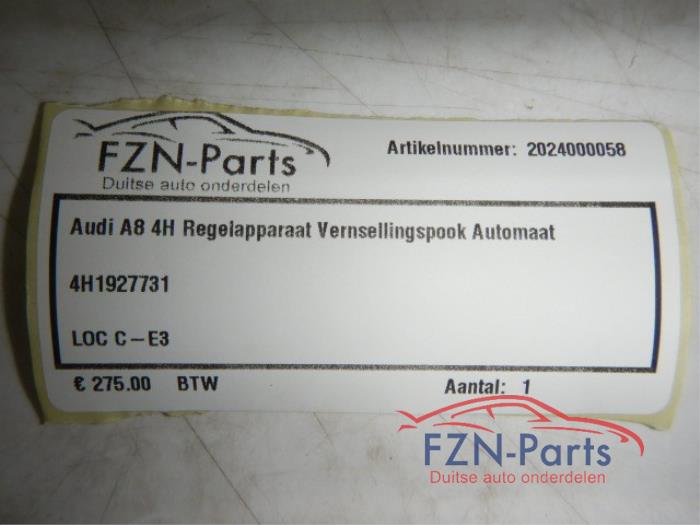 FZN-Parts
Duitse auto onderdelen
Artikelnummer: 2024000058
Audi A8 4H Regelapparaat Vernsellingspook Automaat
4H1927731
LOC C-E3
€ 275.00 BTW
Aantal: 1
FZN-Parts
Duitse auto onderdelen